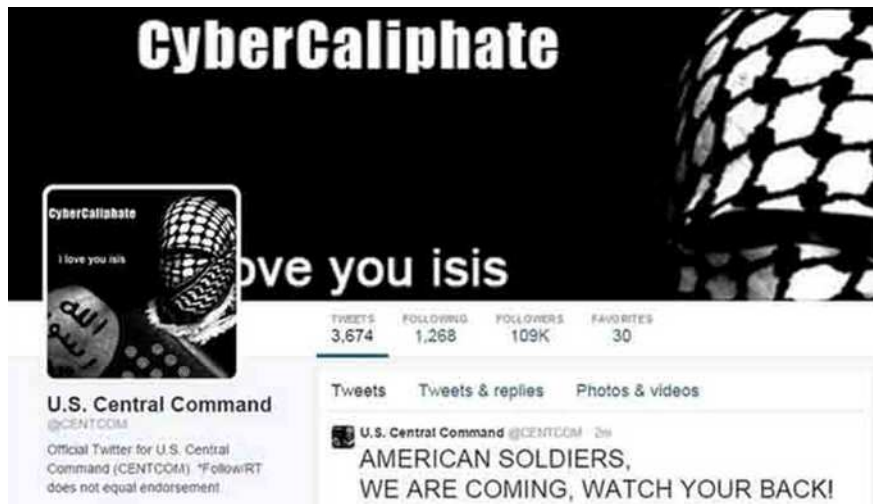 CyberCaliphate
CyberCaliphate
i love you isis
ove you isis
الله
رسول
TWEETS FOLLOWING FOLLOWERS FAVORITES
3,674 1,268 109K 30
U.S. Central Command
@CENTCOM
Official Twitter for U.S. Central
Command (CENTCOM). *Follow/RT
does not equal endorsement
Tweets Tweets & replies Photos & videos
U.S. Central Command @CENTCOM 2m
AMERICAN SOLDIERS,
WE ARE COMING, WATCH YOUR BACK!